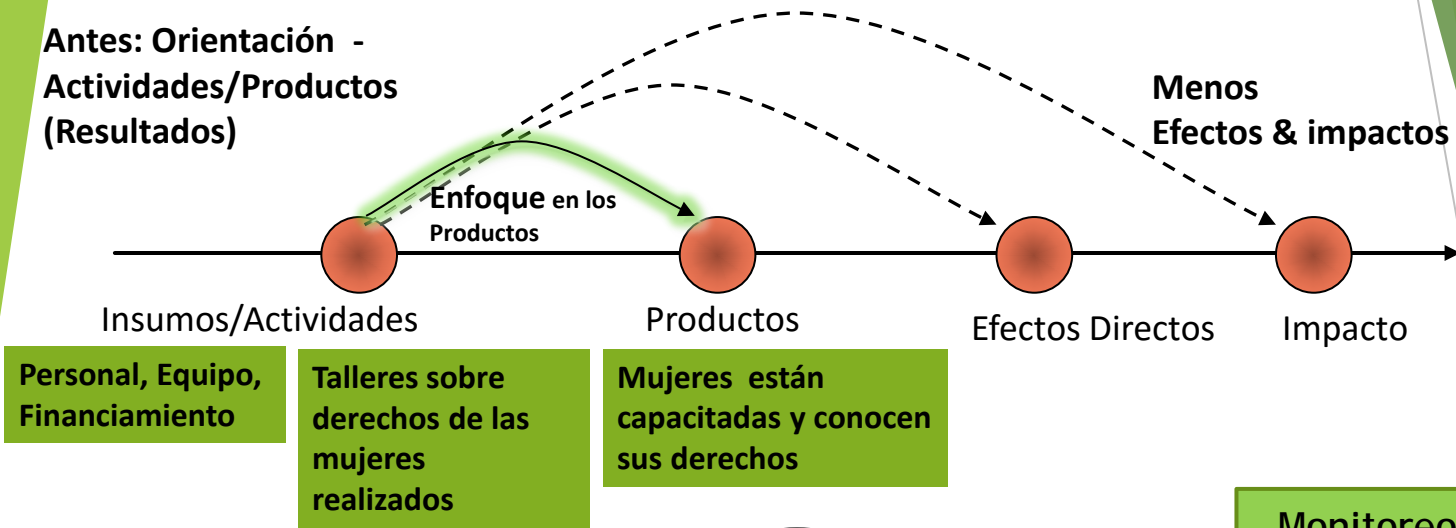 Antes: Orientación -
Actividades/Productos
(Resultados)
Menos
Efectos & impactos
Enfoque en los
Productos
Insumos/Actividades
Productos
Efectos Directos
Impacto
Personal, Equipo,
Financiamiento
Talleres sobre
derechos de las
mujeres
realizados
Mujeres están
capacitadas y conocen
sus derechos